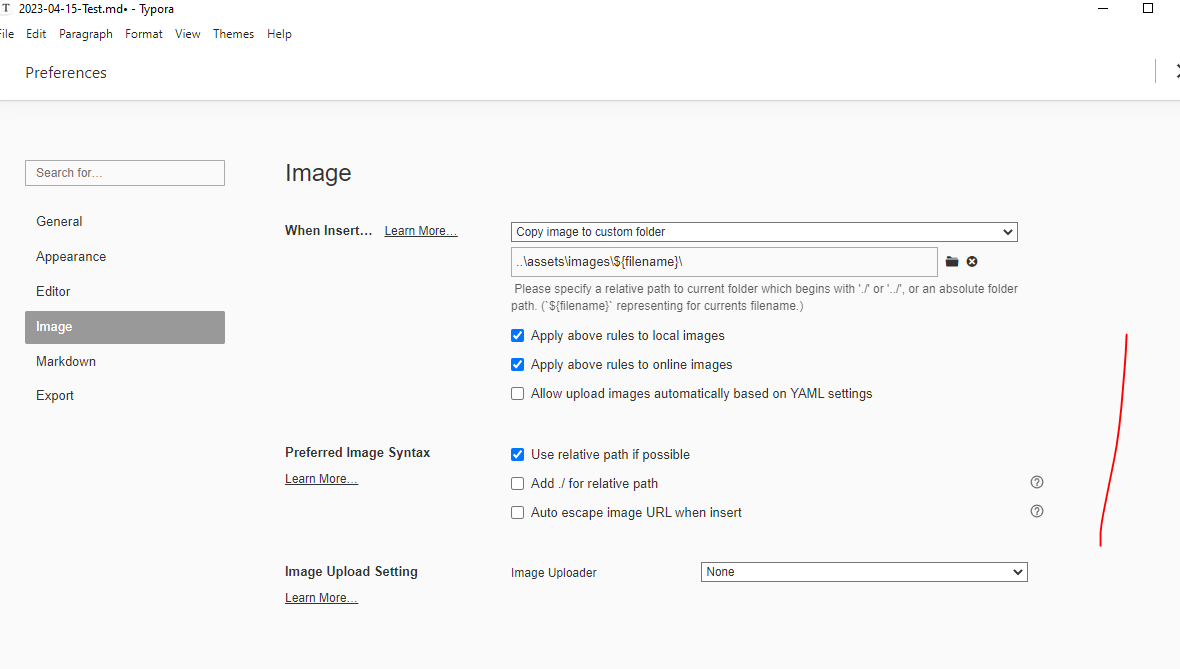 T 2023-04-15-Test.md• - Typora
File Edit Paragraph Format View Themes Help
Preferences
Search for...
General
Appearance
Editor
Image
Markdown
Export
Image
When Insert... Learn More... Copy image to custom folder
..\assets\images\${filename}\
Please specify a relative path to current folder which begins with './' or '../', or an absolute folder
path. (`${filename}` representing for currents filename.)
Apply above rules to local images
Apply above rules to online images
Allow upload images automatically based on YAML settings
Preferred Image Syntax Use relative path if possible
Learn More... Add ./ for relative path
Auto escape image URL when insert
Image Upload Setting Image Uploader None
Learn More...